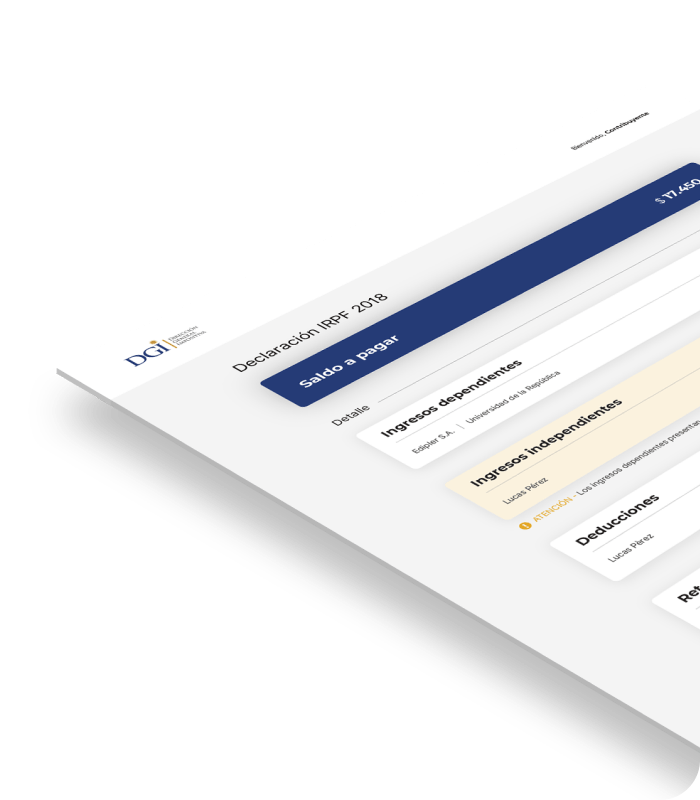 Bienvenido, Contribuyente
DGI
DIRECCIÓN
GENERAL
IMPOSITIVA
Declaración IRPF 2018
Saldo a pagar
$ 17.450
Detalle
Ingresos dependientes
Edipler S.A. | Universidad de la República
Ingresos independientes
Lucas Pérez
ATENCIÓN - Los ingresos dependientes presentan
Deducciones
Lucas Pérez
Ret